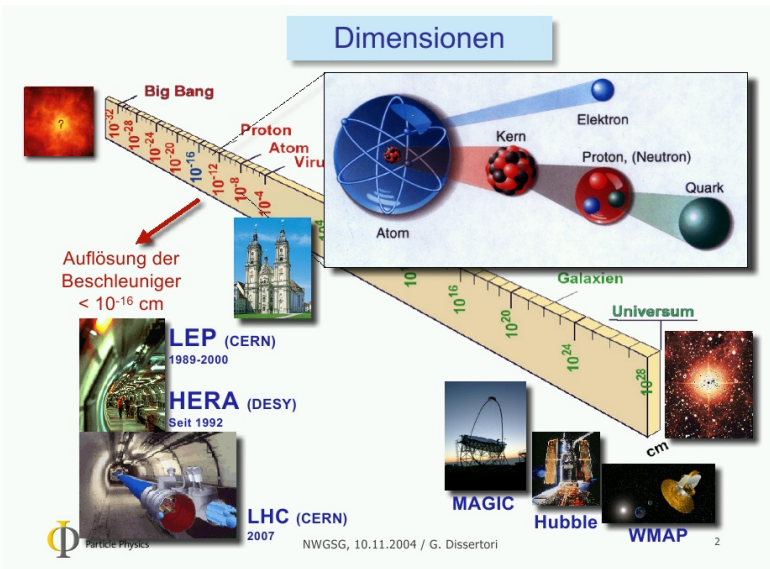 Dimensionen
Big Bang
?
Proton
Atom
Viru
10-32
10-28
10-24
10-20
10-16
10-12
10-8
10-4
Elektron
Kern
Proton, (Neutron)
Quark
Atom
Auflösung der
Beschleuniger
< 10-16 cm
1016
1020
1024
1028
Galaxien
Universum
cm
LEP (CERN)
1989-2000
HERA (DESY)
Seit 1992
LHC (CERN)
2007
MAGIC
Hubble
WMAP
Particle Physics
NWGSG, 10.11.2004 / G. Dissertori
2